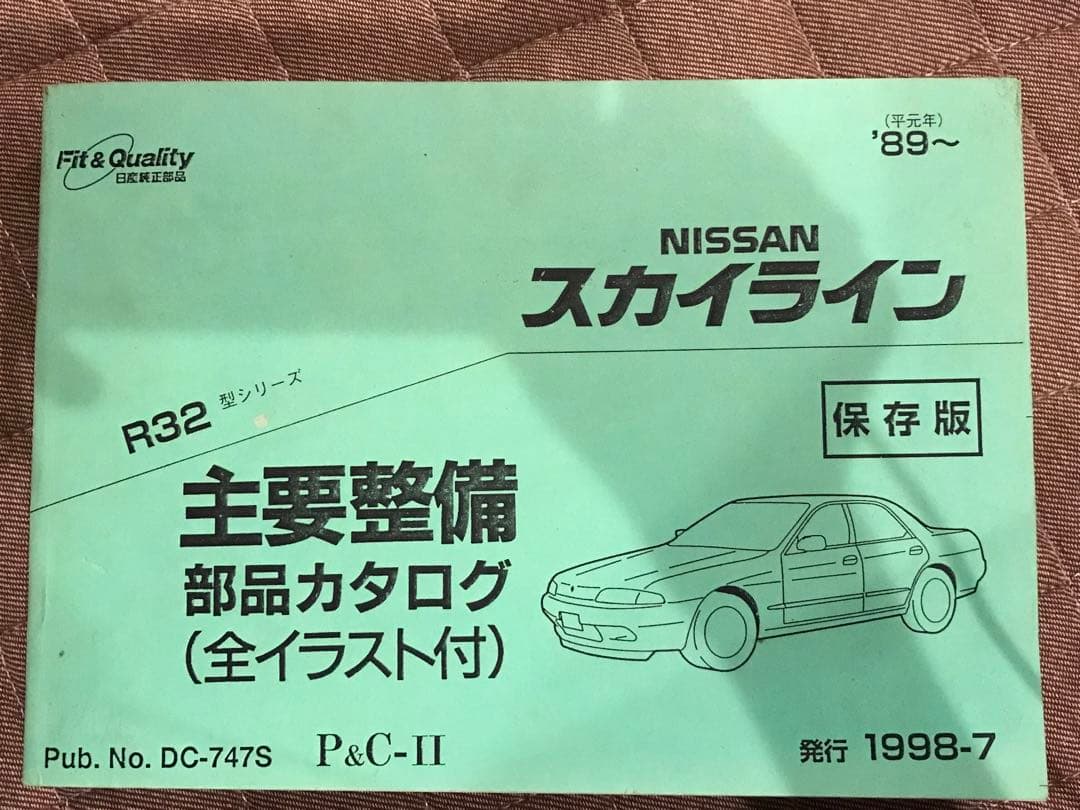 Fit & Quality
日産純正部品
(平元年)
'89〜
NISSAN
スカイライン
R32 型シリーズ
保存版
主要整備
部品カタログ
(全イラスト付)
Pub. No. DC-747S
P&C-II
発行 1998-7